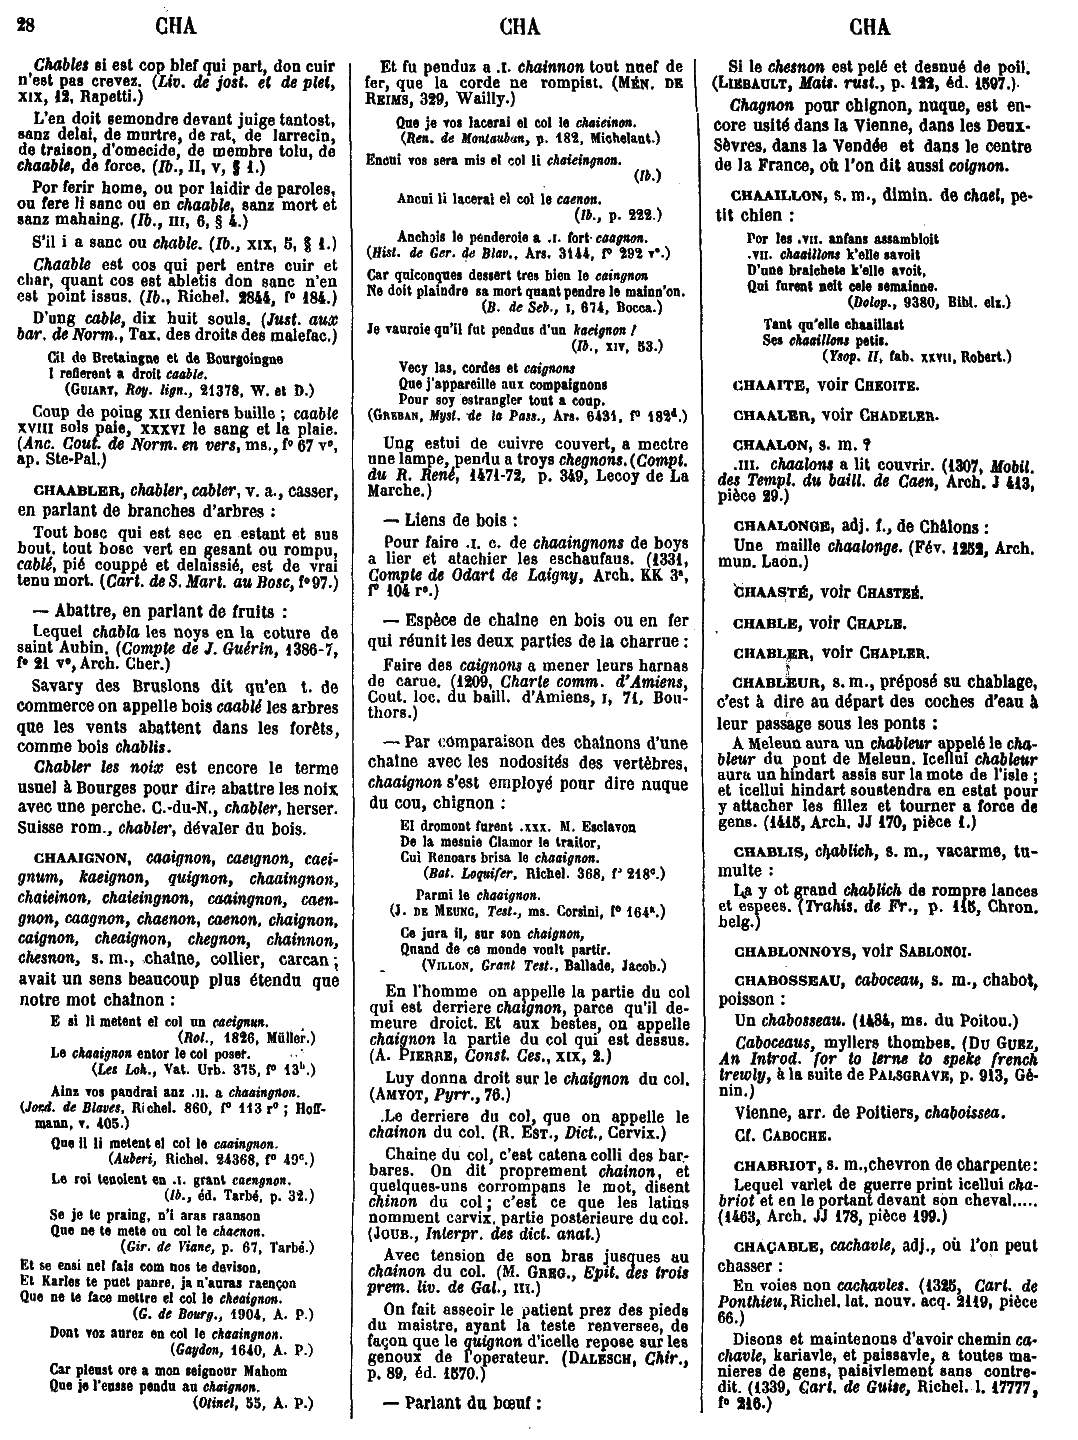 28
CHA
CHA
CHA
Chables si est cop blef qui part, don cuir
n'est pas crevez. (Liv. de jost. et de plet,
XIX, 12, Rapetti.)
L'en doit semondre devant juige tantost,
sanz delai, de murtre, de rat, de larrecin,
de traison, d'omecide, de membre tolu, de
chaable, de force. (Ib., II, v, § 1.)
Por ferir home, ou por laidir de paroles,
ou fere li sanc ou en chaable, sanz mort et
sanz mahaing. (Ib., III, 6, § 4.)
S'il i a sanc ou chable. (Ib., XIX, 5, § 1.)
Chaable est cos qui pert entre cuir et
char, quant cos est abletis don sanc n'en
est point issus. (Ib., Richel. 2844, f° 184.)
D'ung cable, dix huit souls. (Just. aux
bar. de Norm., Tax. des droits des malefac.)
Cil de Bretaingne et de Bourgoingne
I refierent a droit caable.
(GUIART, Roy. lign., 21378, W. et D.)
Coup de poing XII deniers baille ; caable
XVIII sols paie, XXXVI le sang et la plaie.
(Anc. Cout. de Norm. en vers, ms., f° 67 v°,
ap. Ste-Pal.)
CHAABLER, chabler, cabler, v. a., casser,
en parlant de branches d'arbres :
Tout bosc qui est sec en estant et sus
bout, tout bosc vert en gesant ou rompu,
cablé, pié couppé et delaissié, est de vrai
tenu mort. (Cart. de S. Mart. au Bosc, f° 97.)
— Abattre, en parlant de fruits :
Lequel chabla les noys en la coture de
saint Aubin. (Compte de J. Guérin, 1386-7,
f° 21 v°, Arch. Cher.)
Savary des Bruslons dit qu'en t. de
commerce on appelle bois caablé les arbres
que les vents abattent dans les forêts,
comme bois chablis.
Chabler les noix est encore le terme
usuel à Bourges pour dire abattre les noix
avec une perche. C.-du-N., chabler, herser.
Suisse rom., chabler, dévaler du bois.
CHAAIGNON, caaignon, caeignon, caei-
gnum, kaeignon, quignon, chaaingnon,
chaieinon, chaieingnon, caaingnon, caen-
gnon, caagnon, chaenon, caenon, chaignon,
caignon, cheaignon, chegnon, chainnon,
chesnon, s. m., chaîne, collier, carcan ;
avait un sens beaucoup plus étendu que
notre mot chaînon :
E si li metent el col un caeignun.
(Rol., 1826, Müller.)
Le chaaignon entor le col poser.
(Les Loh., Vat. Urb. 375, f° 13ᵇ.)
Ainz vos pandrai anz .II. a chaaingnon.
(Jord. de Blaves, Richel. 860, f° 113 r° ; Hoff-
mann, v. 405.)
Que il li metent el col le caaingnon.
(Auberi, Richel. 24368, f° 49ᶜ.)
Le roi tenoient en .I. grant caengnon.
(Ib., éd. Tarbé, p. 32.)
Se je te praing, n'i aras raanson
Que ne te mete ou col le chaenon.
(Gir. de Viane, p. 67, Tarbé.)
Et se ensi nel fais com nos te devison,
Et Karles te puet panre, ja n'auras raençon
Que ne te face mettre el col le cheaignon.
(G. de Bourg., 1904, A. P.)
Dont voz aurez en col le chaaingnon.
(Gaydon, 1640, A. P.)
Car pleust ore a mon seignour Mahom
Que je l'eusse pendu au chaignon.
(Otinel, 55, A. P.)
Et fu penduz a .I. chainnon tout nuef de
fer, que la corde ne rompist. (MÉN. DE
REIMS, 329, Wailly.)
Que je vos lacerai el col le chaieinon.
(Ren. de Montauban, p. 182, Michelant.)
Encui vos sera mis el col li chaieingnon.
(Ib.)
Ancui li lacerai el col le caenon.
(Ib., p. 222.)
Anchois le penderoie a .I. fort caagnon.
(Hist. de Ger. de Blav., Ars. 3144, f° 292 v°.)
Car quiconques dessert tres bien le caingnon
Ne doit plaindre sa mort quant pendre le mainn'on.
(B. de Seb., I, 674, Bocca.)
Je vauroie qu'il fut pendus d'un kaeignon !
(Ib., XIV, 53.)
Vecy las, cordes et caignons
Que j'appareille aux compaignons
Pour soy estrangler tout a coup.
(GREBAN, Myst. de la Pass., Ars. 6431, f° 182ᵈ.)
Ung estui de cuivre couvert, a mectre
une lampe, pendu a troys chegnons. (Compt.
du R. René, 1471-72, p. 349, Lecoy de La
Marche.)
— Liens de bois :
Pour faire .I. c. de chaaingnons de boys
a lier et atachier les eschaufaus. (1331,
Compte de Odart de Laigny, Arch. KK 3ᵃ,
f° 104 r°.)
— Espèce de chaîne en bois ou en fer
qui réunit les deux parties de la charrue :
Faire des caignons a mener leurs harnas
de carue. (1209, Charte comm. d'Amiens,
Cout. loc. du baill. d'Amiens, I, 71, Bou-
thors.)
— Par comparaison des chaînons d'une
chaîne avec les nodosités des vertèbres,
chaaignon s'est employé pour dire nuque
du cou, chignon :
El dromont furent .XXX. M. Esclavon
De la mesnie Clamor le traitor,
Cui Renoars brisa le chaaignon.
(Bat. Loquifer, Richel. 368, f° 218ᶜ.)
Parmi le chaaignon.
(J. DE MEUNG, Test., ms. Corsini, f° 164ᵃ.)
Ce jura il, sur son chaignon,
Quand de ce monde voult partir.
(VILLON, Grant Test., Ballade, Jacob.)
En l'homme on appelle la partie du col
qui est derriere chaignon, parce qu'il de-
meure droict. Et aux bestes, on appelle
chaignon la partie du col qui est dessus.
(A. PIERRE, Const. Ces., XIX, 2.)
Luy donna droit sur le chaignon du col.
(AMYOT, Pyrr., 76.)
Le derriere du col, que on appelle le
chainon du col. (R. EST., Dict., Cervix.)
Chaine du col, c'est catena colli des bar-
bares. On dit proprement chainon, et
quelques-uns corrompans le mot, disent
chinon du col ; c'est ce que les latins
nomment cervix, partie posterieure du col.
(JOUB., Interpr. des dict. anat.)
Avec tension de son bras jusques au
chainon du col. (M. GREG., Epit. des trois
prem. liv. de Gal., III.)
On fait asseoir le patient prez des pieds
du maistre, ayant la teste renversee, de
façon que le quignon d'icelle repose sur les
genoux de l'operateur. (DALESCH, Chir.,
p. 89, éd. 1570.)
— Parlant du bœuf :
Si le chesnon est pelé et desnué de poil.
(LIEBAULT, Mais. rust., p. 122, éd. 1597.)
Chagnon pour chignon, nuque, est en-
core usité dans la Vienne, dans les Deux-
Sèvres, dans la Vendée et dans le centre
de la France, où l'on dit aussi coignon.
CHAAILLON, s. m., dimin. de chael, pe-
tit chien :
Por les .VII. anfans assambloit
.VII. chaaillons k'elle savoit
D'une braichete k'elle avoit,
Qui furent neit cele semainne.
(Dolop., 9380, Bibl. elz.)
Tant qu'elle chaaillast
Ses chaaillons petis.
(Ysop. II, fab. XXVII, Robert.)
CHAAITE, voir CHEOITE.
CHAALER, voir CHADELER.
CHAALON, s. m. ?
.III. chaalons a lit couvrir. (1307, Mobil.
des Templ. du baill. de Caen, Arch. J 413,
pièce 29.)
CHAALONGE, adj. f., de Châlons :
Une maille chaalonge. (Fév. 1252, Arch.
mun. Laon.)
CHAASTÉ, voir CHASTEÉ.
CHABLE, voir CHAPLE.
CHABLER, voir CHAPLER.
CHABLEUR, s. m., préposé su chablage,
c'est à dire au départ des coches d'eau à
leur passage sous les ponts :
A Meleun aura un chableur appelé le cha-
bleur du pont de Meleun. Icellui chableur
aura un hindart assis sur la mote de l'isle ;
et icellui hindart soustendra en estat pour
y attacher les fillez et tourner a force de
gens. (1415, Arch. JJ 170, pièce 1.)
CHABLIS, chablich, s. m., vacarme, tu-
multe :
La y ot grand chablich de rompre lances
et espees. (Trahis. de Fr., p. 115, Chron.
belg.)
CHABLONNOYS, voir SABLONOI.
CHABOSSEAU, caboceau, s. m., chabot,
poisson :
Un chabosseau. (1484, ms. du Poitou.)
Caboceaus, myllers thombes. (DU GUEZ,
An Introd. for to lerne to speke french
trewly, à la suite de PALSGRAVE, p. 913, Gé-
nin.)
Vienne, arr. de Poitiers, chaboissea.
Cf. CABOCHE.
CHABRIOT, s. m., chevron de charpente :
Lequel varlet de guerre print icellui cha-
briot et en le portant devant son cheval.....
(1463, Arch. JJ 178, pièce 199.)
CHAÇABLE, cachavle, adj., où l'on peut
chasser :
En voies non cachavles. (1325, Cart. de
Ponthieu, Richel. lat. nouv. acq. 2119, pièce
66.)
Disons et maintenons d'avoir chemin ca-
chavle, kariavle, et paissavle, a toutes ma-
nieres de gens, paisivlement sans contre-
dit. (1339, Cart. de Guise, Richel. l. 17777,
f° 216.)